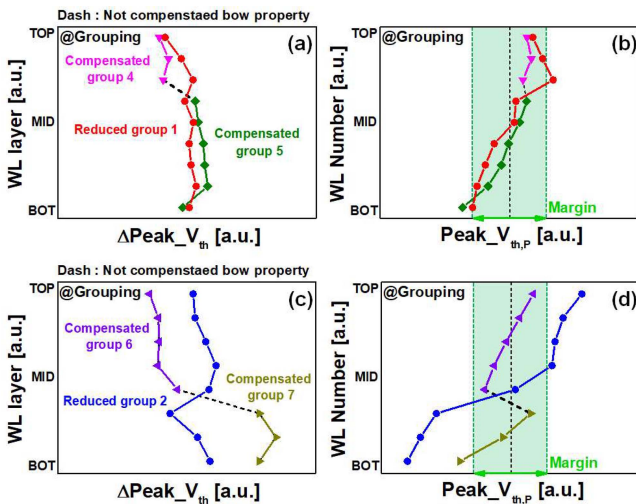 Dash : Not compenstaed bow property
TOP
@Grouping
(a)
Compensated
group 4
MID
Reduced group 1
Compensated
group 5
BOT
WL layer [a.u.]
ΔPeak_Vth [a.u.]
TOP
@Grouping
(b)
MID
BOT
Margin
WL Number [a.u.]
Peak_Vth,P [a.u.]
Dash : Not compenstaed bow property
TOP
@Grouping
(c)
Compensated
group 6
MID
Reduced group 2
Compensated
group 7
BOT
WL layer [a.u.]
ΔPeak_Vth [a.u.]
TOP
@Grouping
(d)
MID
BOT
Margin
WL Number [a.u.]
Peak_Vth,P [a.u.]